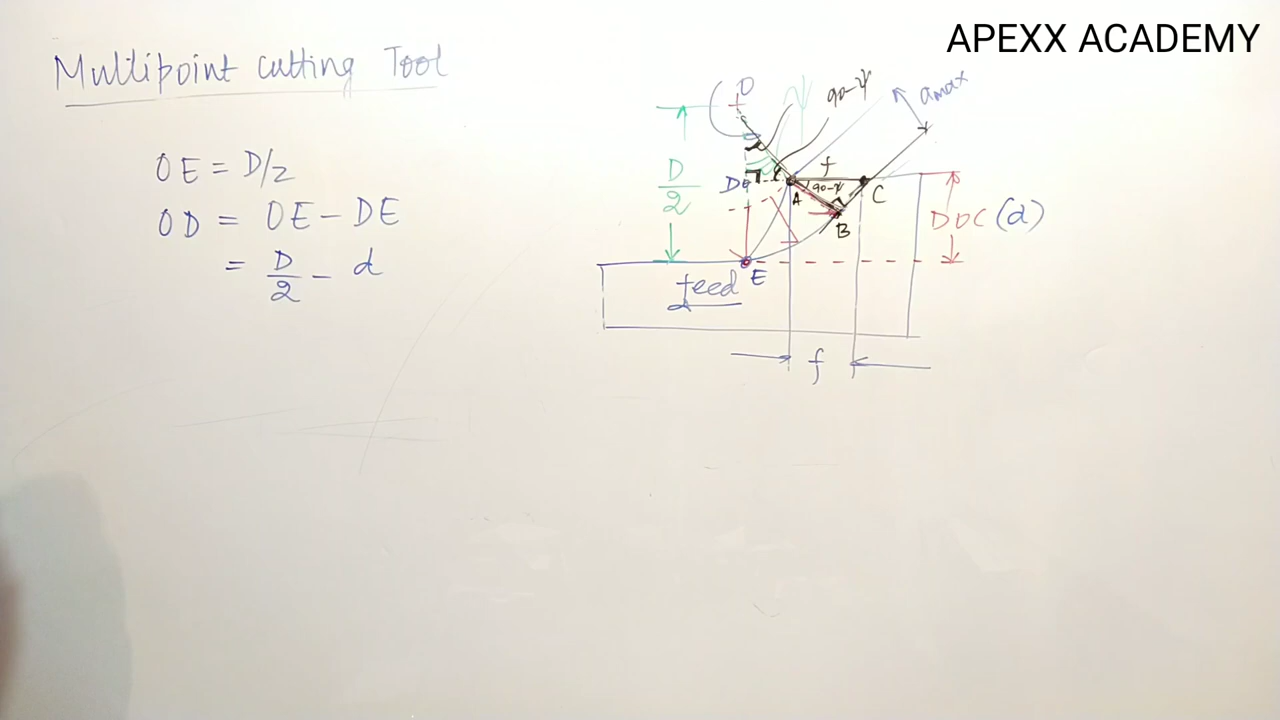 APEXX ACADEMY
Multipoint cutting Tool
OE = D/2
OD = OE - DE
= D/2 - d
O
90-ψ
ψ
amax
D/2
D
f
90-ψ
A
B
C
DOC (d)
E
feed
f